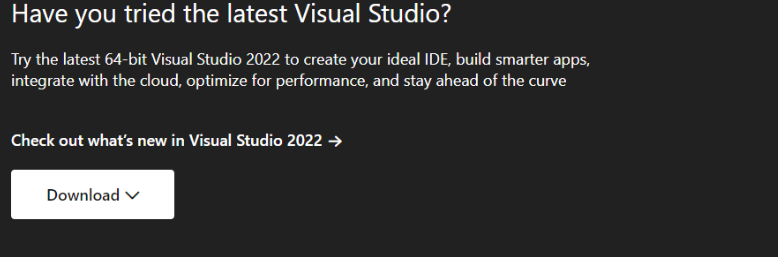 Have you tried the latest Visual Studio?
Try the latest 64-bit Visual Studio 2022 to create your ideal IDE, build smarter apps,
integrate with the cloud, optimize for performance, and stay ahead of the curve
Check out what's new in Visual Studio 2022 →
Download